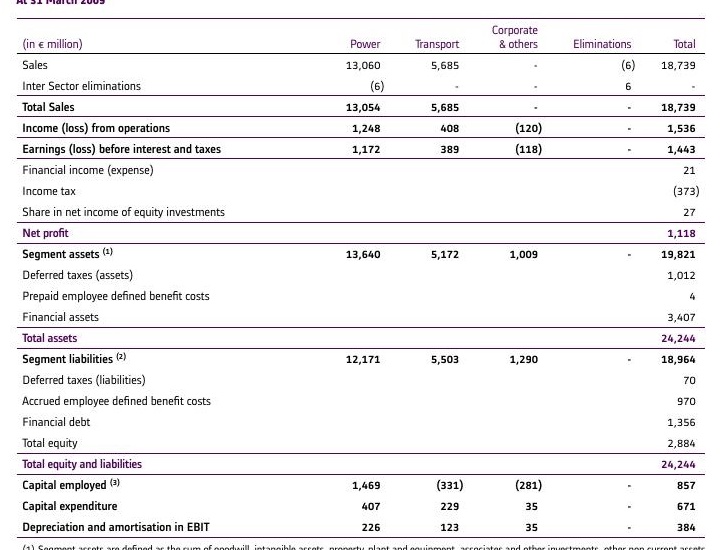 At 31 March 2009
Corporate
(in € million) Power Transport & others Eliminations Total
Sales 13,060 5,685 - (6) 18,739
Inter Sector eliminations (6) - - 6 -
Total Sales 13,054 5,685 - - 18,739
Income (loss) from operations 1,248 408 (120) - 1,536
Earnings (loss) before interest and taxes 1,172 389 (118) - 1,443
Financial income (expense) 21
Income tax (373)
Share in net income of equity investments 27
Net profit 1,118
Segment assets (1) 13,640 5,172 1,009 - 19,821
Deferred taxes (assets) 1,012
Prepaid employee defined benefit costs 4
Financial assets 3,407
Total assets 24,244
Segment liabilities (2) 12,171 5,503 1,290 - 18,964
Deferred taxes (liabilities) 70
Accrued employee defined benefit costs 970
Financial debt 1,356
Total equity 2,884
Total equity and liabilities 24,244
Capital employed (3) 1,469 (331) (281) - 857
Capital expenditure 407 229 35 - 671
Depreciation and amortisation in EBIT 226 123 35 - 384
(1) Segment assets are defined as the sum of goodwill, intangible assets, property, plant and equipment, associates and other investments, other non-current assets